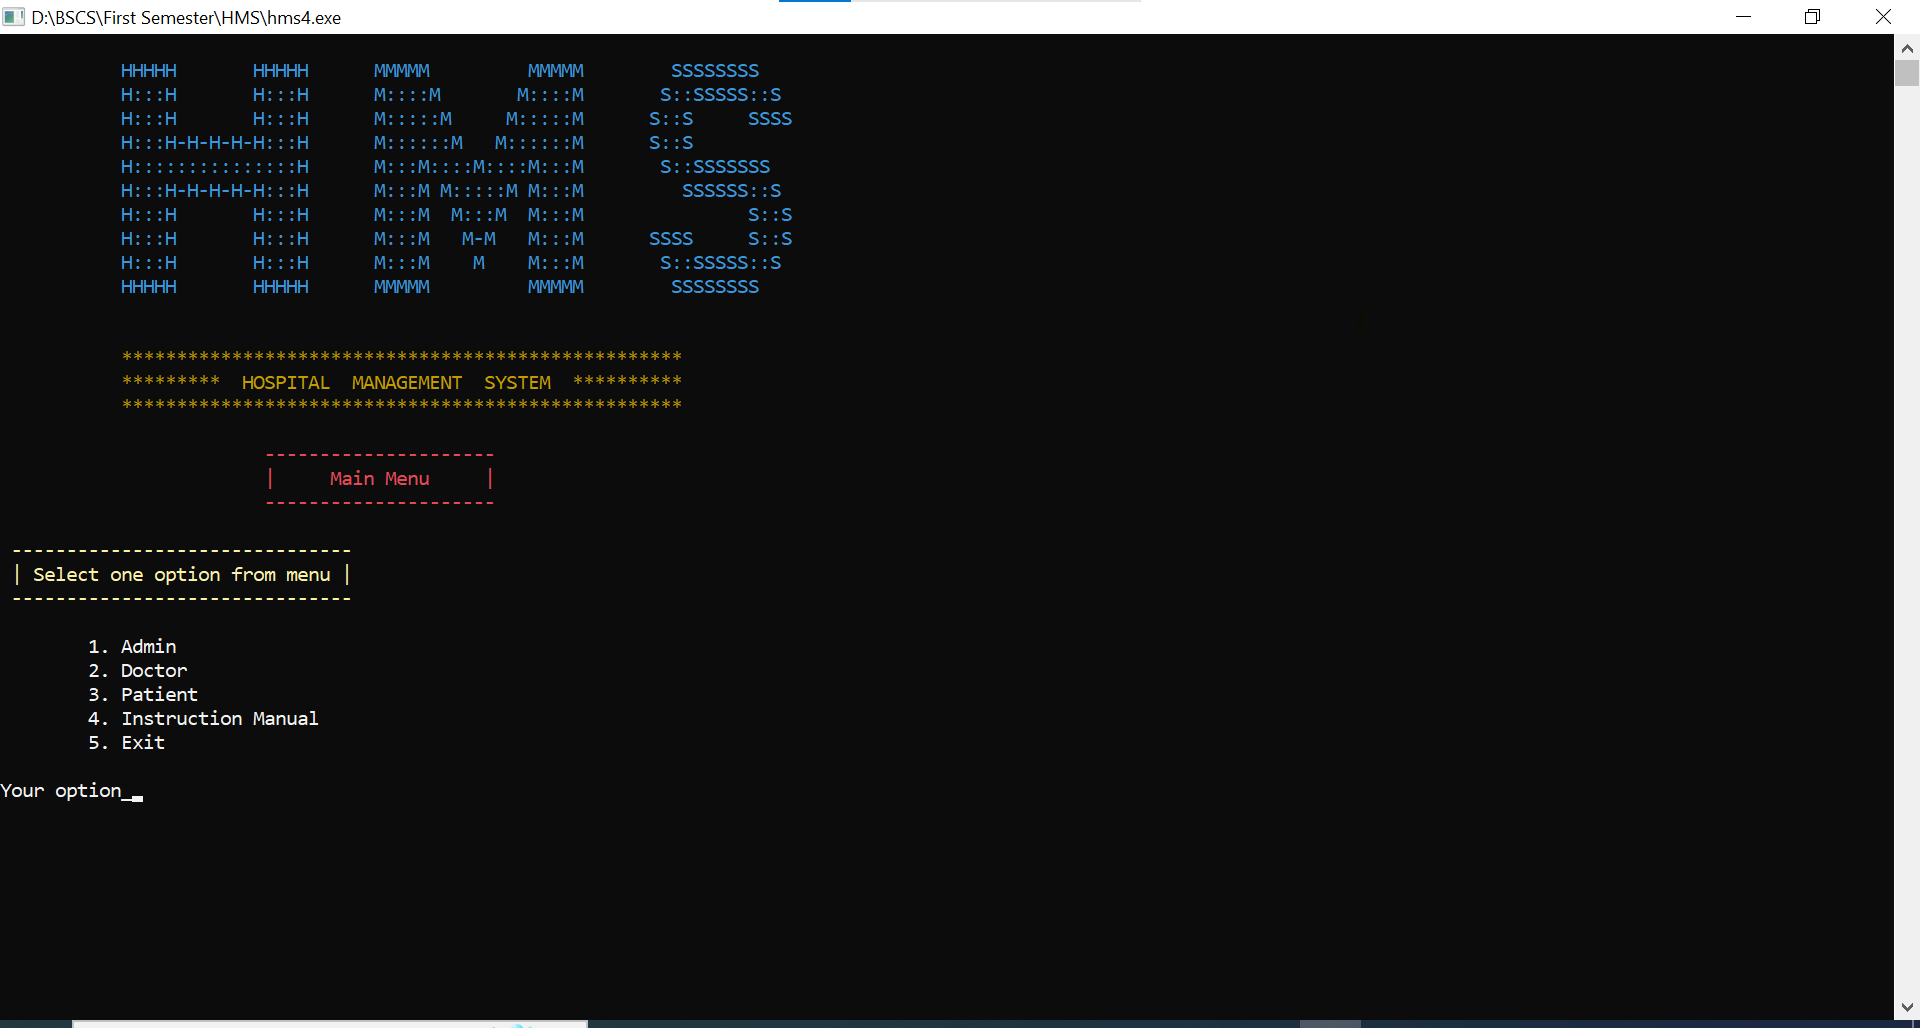 D:\BSCS\First Semester\HMS\hms4.exe
HHHHH       HHHHH      MMMMM         MMMMM        SSSSSSSS
H:::H       H:::H      M::::M       M::::M       S::SSSSS::S
H:::H       H:::H      M:::::M     M:::::M      S::S     SSSS
H:::H-H-H-H-H:::H      M::::::M   M::::::M      S::S
H:::::::::::::::H      M:::M::::M::::M:::M       S::SSSSSSS
H:::H-H-H-H-H:::H      M:::M M:::::M M:::M         SSSSSS::S
H:::H       H:::H      M:::M  M:::M  M:::M               S::S
H:::H       H:::H      M:::M   M-M   M:::M      SSSS     S::S
H:::H       H:::H      M:::M    M    M:::M       S::SSSSS::S
HHHHH       HHHHH      MMMMM         MMMMM        SSSSSSSS
***************************************************
*********  HOSPITAL  MANAGEMENT  SYSTEM  **********
***************************************************
---------------------
|     Main Menu     |
---------------------
-------------------------------
| Select one option from menu |
-------------------------------
1. Admin
2. Doctor
3. Patient
4. Instruction Manual
5. Exit
Your option_